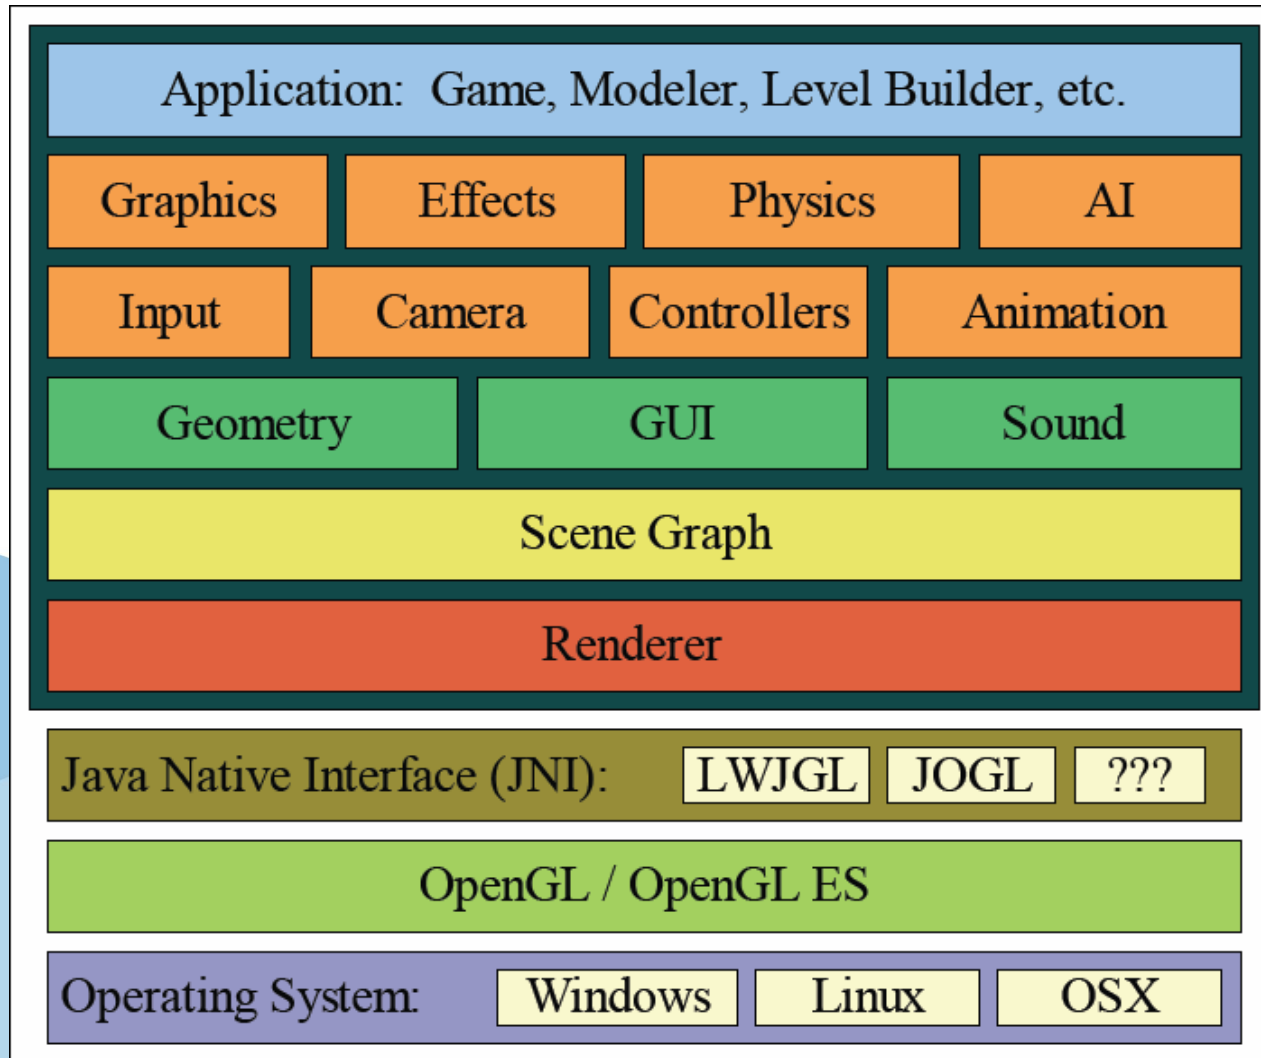 Application:  Game, Modeler, Level Builder, etc.
Graphics Effects Physics AI
Input Camera Controllers Animation
Geometry GUI Sound
Scene Graph
Renderer
Java Native Interface (JNI): LWJGL JOGL ???
OpenGL / OpenGL ES
Operating System: Windows Linux OSX